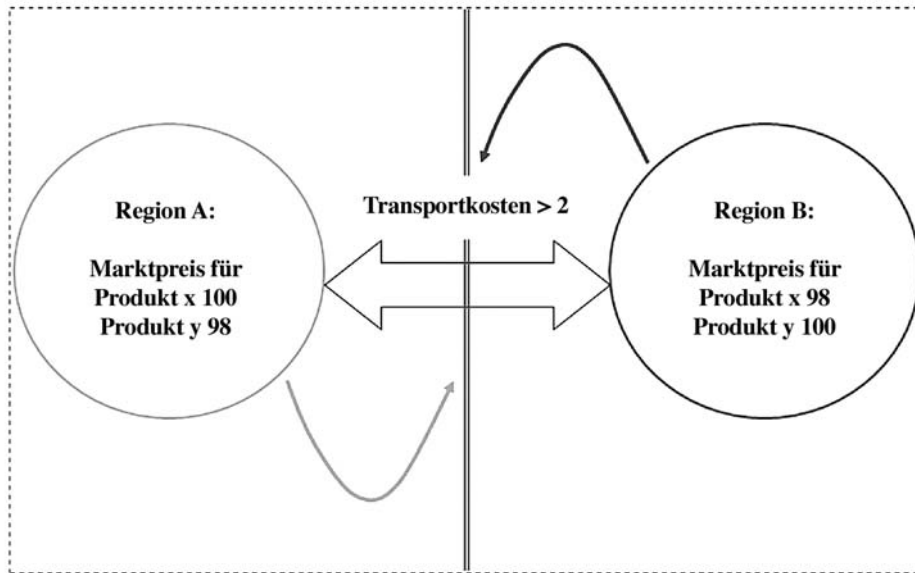 Region A:
Marktpreis für
Produkt x 100
Produkt y 98
Transportkosten > 2
Region B:
Marktpreis für
Produkt x 98
Produkt y 100